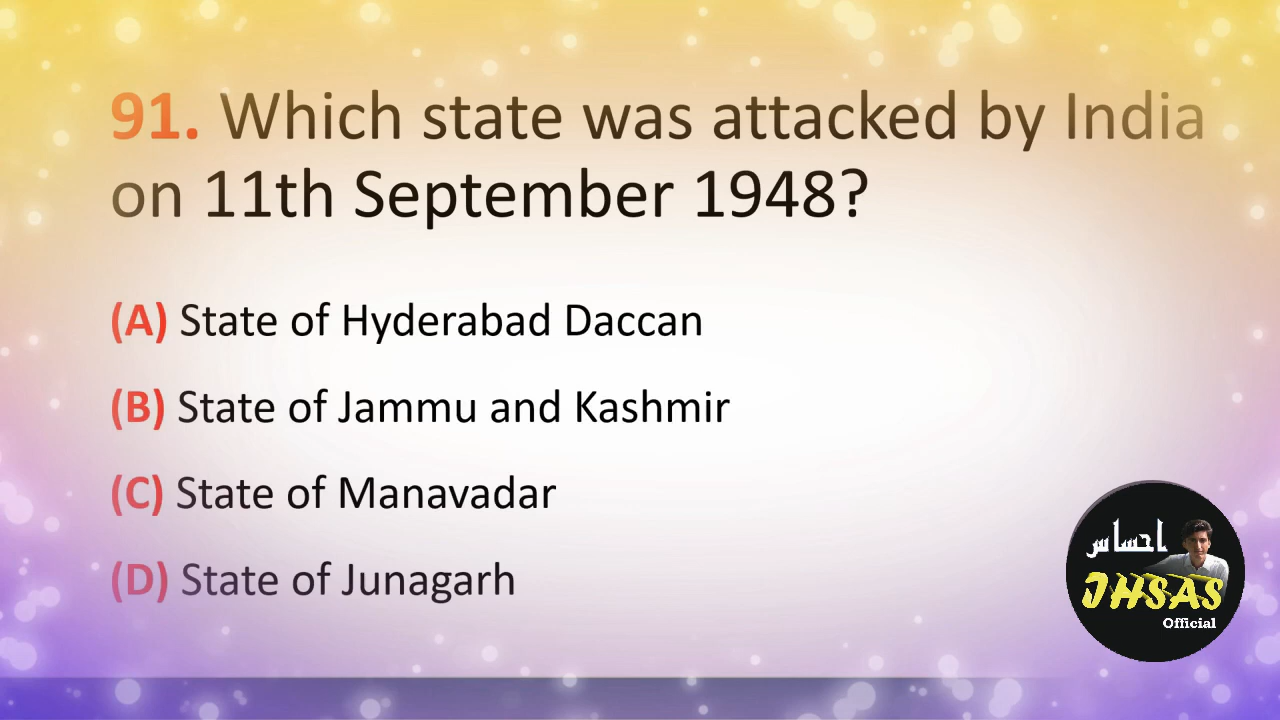 91. Which state was attacked by India
on 11th September 1948?
(A) State of Hyderabad Daccan
(B) State of Jammu and Kashmir
(C) State of Manavadar
(D) State of Junagarh
احساس
IHSAS
Official